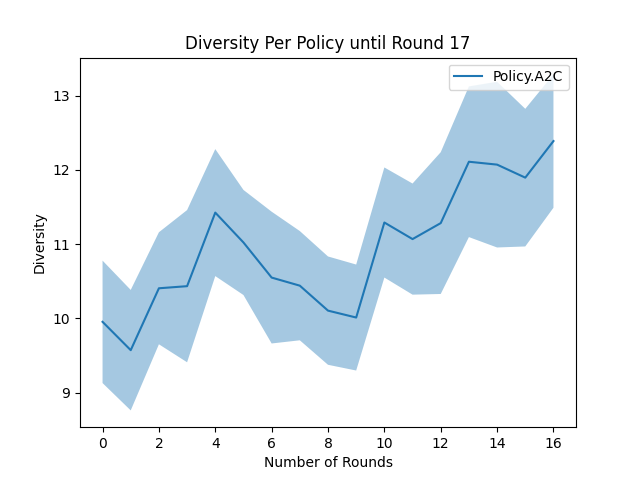 Diversity Per Policy until Round 17
Policy.A2C
Diversity
13
12
11
10
9
0 2 4 6 8 10 12 14 16
Number of Rounds